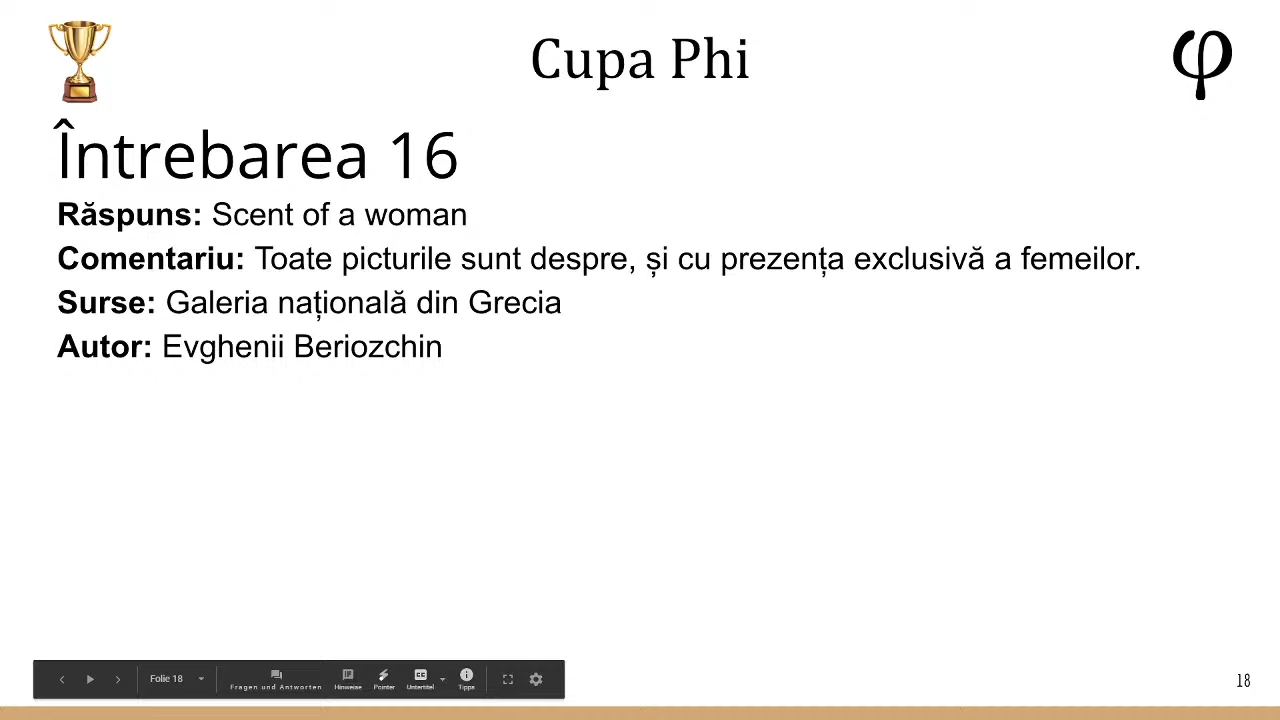 Cupa Phi
φ
Întrebarea 16
Răspuns: Scent of a woman
Comentariu: Toate picturile sunt despre, și cu prezența exclusivă a femeilor.
Surse: Galeria națională din Grecia
Autor: Evghenii Beriozchin
Folie 18
Fragen und Antworten
Hinweise
Pointer
CC
Untertitel
Tipps
18